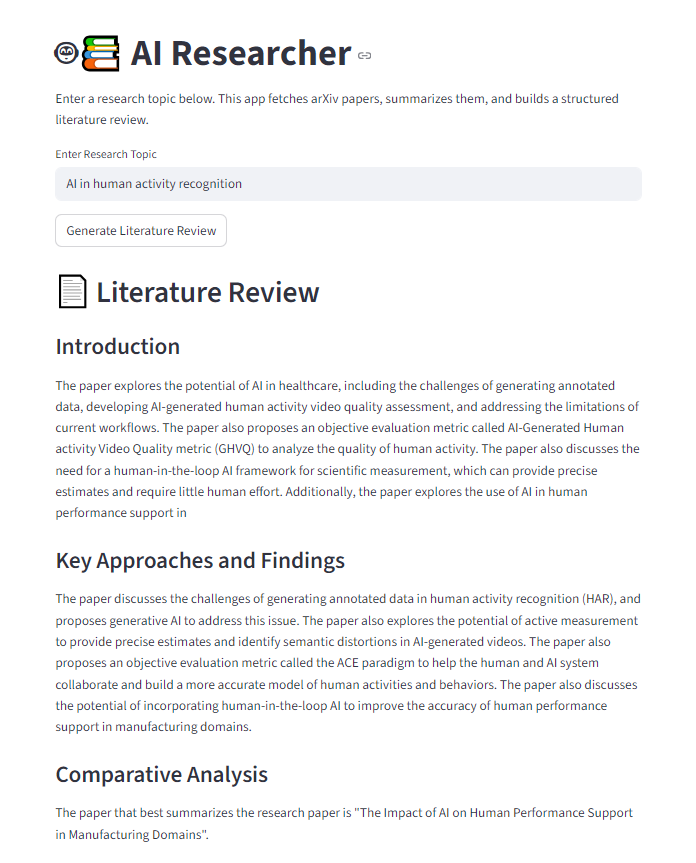 AI Researcher
Enter a research topic below. This app fetches arXiv papers, summarizes them, and builds a structured
literature review.
Enter Research Topic
AI in human activity recognition
Generate Literature Review
Literature Review
Introduction
The paper explores the potential of AI in healthcare, including the challenges of generating annotated
data, developing AI-generated human activity video quality assessment, and addressing the limitations of
current workflows. The paper also proposes an objective evaluation metric called AI-Generated Human
activity Video Quality metric (GHVQ) to analyze the quality of human activity. The paper also discusses the
need for a human-in-the-loop AI framework for scientific measurement, which can provide precise
estimates and require little human effort. Additionally, the paper explores the use of AI in human
performance support in
Key Approaches and Findings
The paper discusses the challenges of generating annotated data in human activity recognition (HAR), and
proposes generative AI to address this issue. The paper also explores the potential of active measurement
to provide precise estimates and identify semantic distortions in AI-generated videos. The paper also
proposes an objective evaluation metric called the ACE paradigm to help the human and AI system
collaborate and build a more accurate model of human activities and behaviors. The paper also discusses
the potential of incorporating human-in-the-loop AI to improve the accuracy of human performance
support in manufacturing domains.
Comparative Analysis
The paper that best summarizes the research paper is "The Impact of AI on Human Performance Support
in Manufacturing Domains".